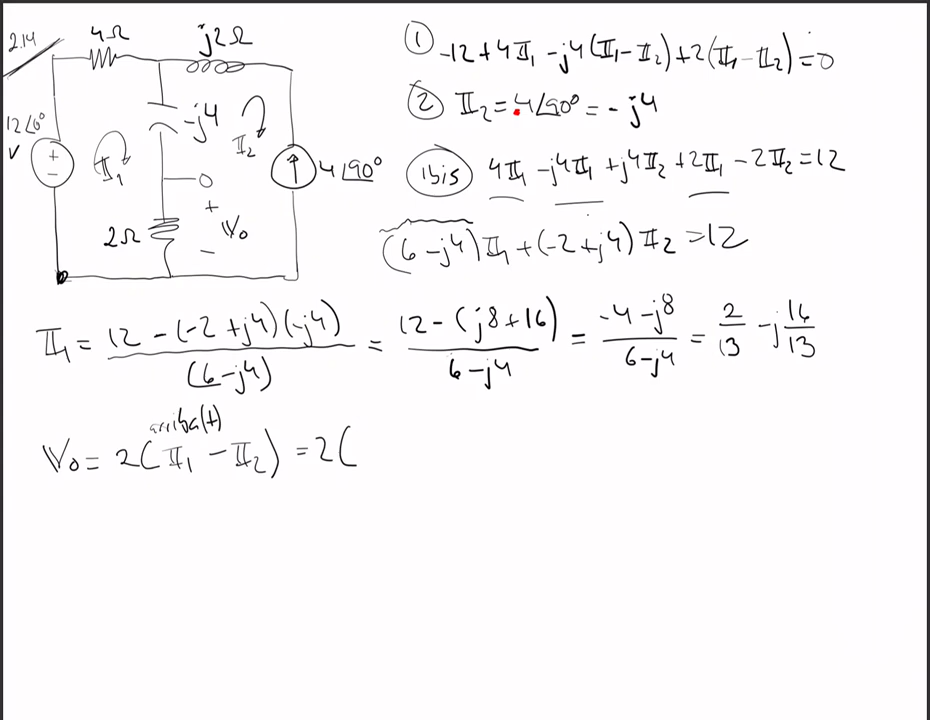 2.14
4Ω
j2Ω
12∠0°
V
𝕀₁
-j4
𝕀₂
4∠90°
2Ω
+
𝕍₀
-
① -12+4𝕀₁ -j4(𝕀₁-𝕀₂)+2(𝕀₁-𝕀₂)=0
② 𝕀₂=4∠90°=-j4
1bis 4𝕀₁ -j4𝕀₁ +j4𝕀₂ +2𝕀₁ -2𝕀₂=12
(6-j4)𝕀₁+(-2+j4)𝕀₂=12
𝕀₁ = (12-(-2+j4)(-j4))/(6-j4) = (12-(j8+16))/(6-j4) = (-4-j8)/(6-j4) = 2/13 -j 16/13
arriba(+)
𝕍₀= 2(𝕀₁ -𝕀₂) =2(